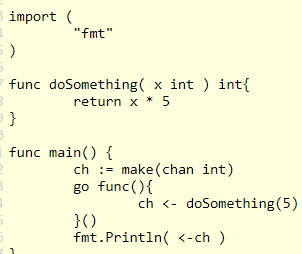 import (
"fmt"
)
func doSomething( x int ) int{
return x * 5
}
func main() {
ch := make(chan int)
go func(){
ch <- doSomething(5)
}()
fmt.Println( <-ch )
}